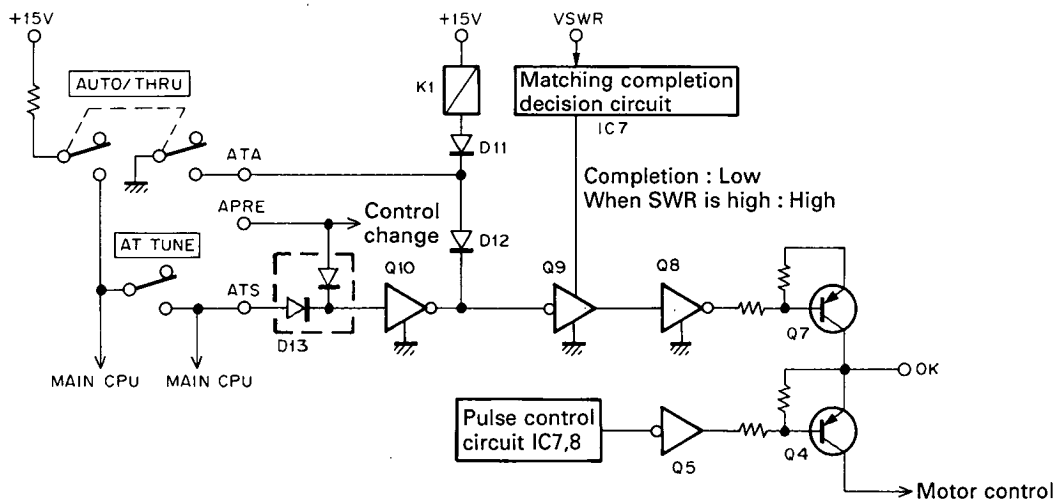 +15V
+15V
VSWR
AUTO/THRU
K1
Matching completion
decision circuit
IC7
D11
ATA
Completion : Low
When SWR is high : High
APRE
Control
change
D12
AT TUNE
Q10
Q9
Q8
ATS
D13
Q7
MAIN CPU
MAIN CPU
OK
Pulse control
circuit IC7,8
Q5
Q4
Motor control